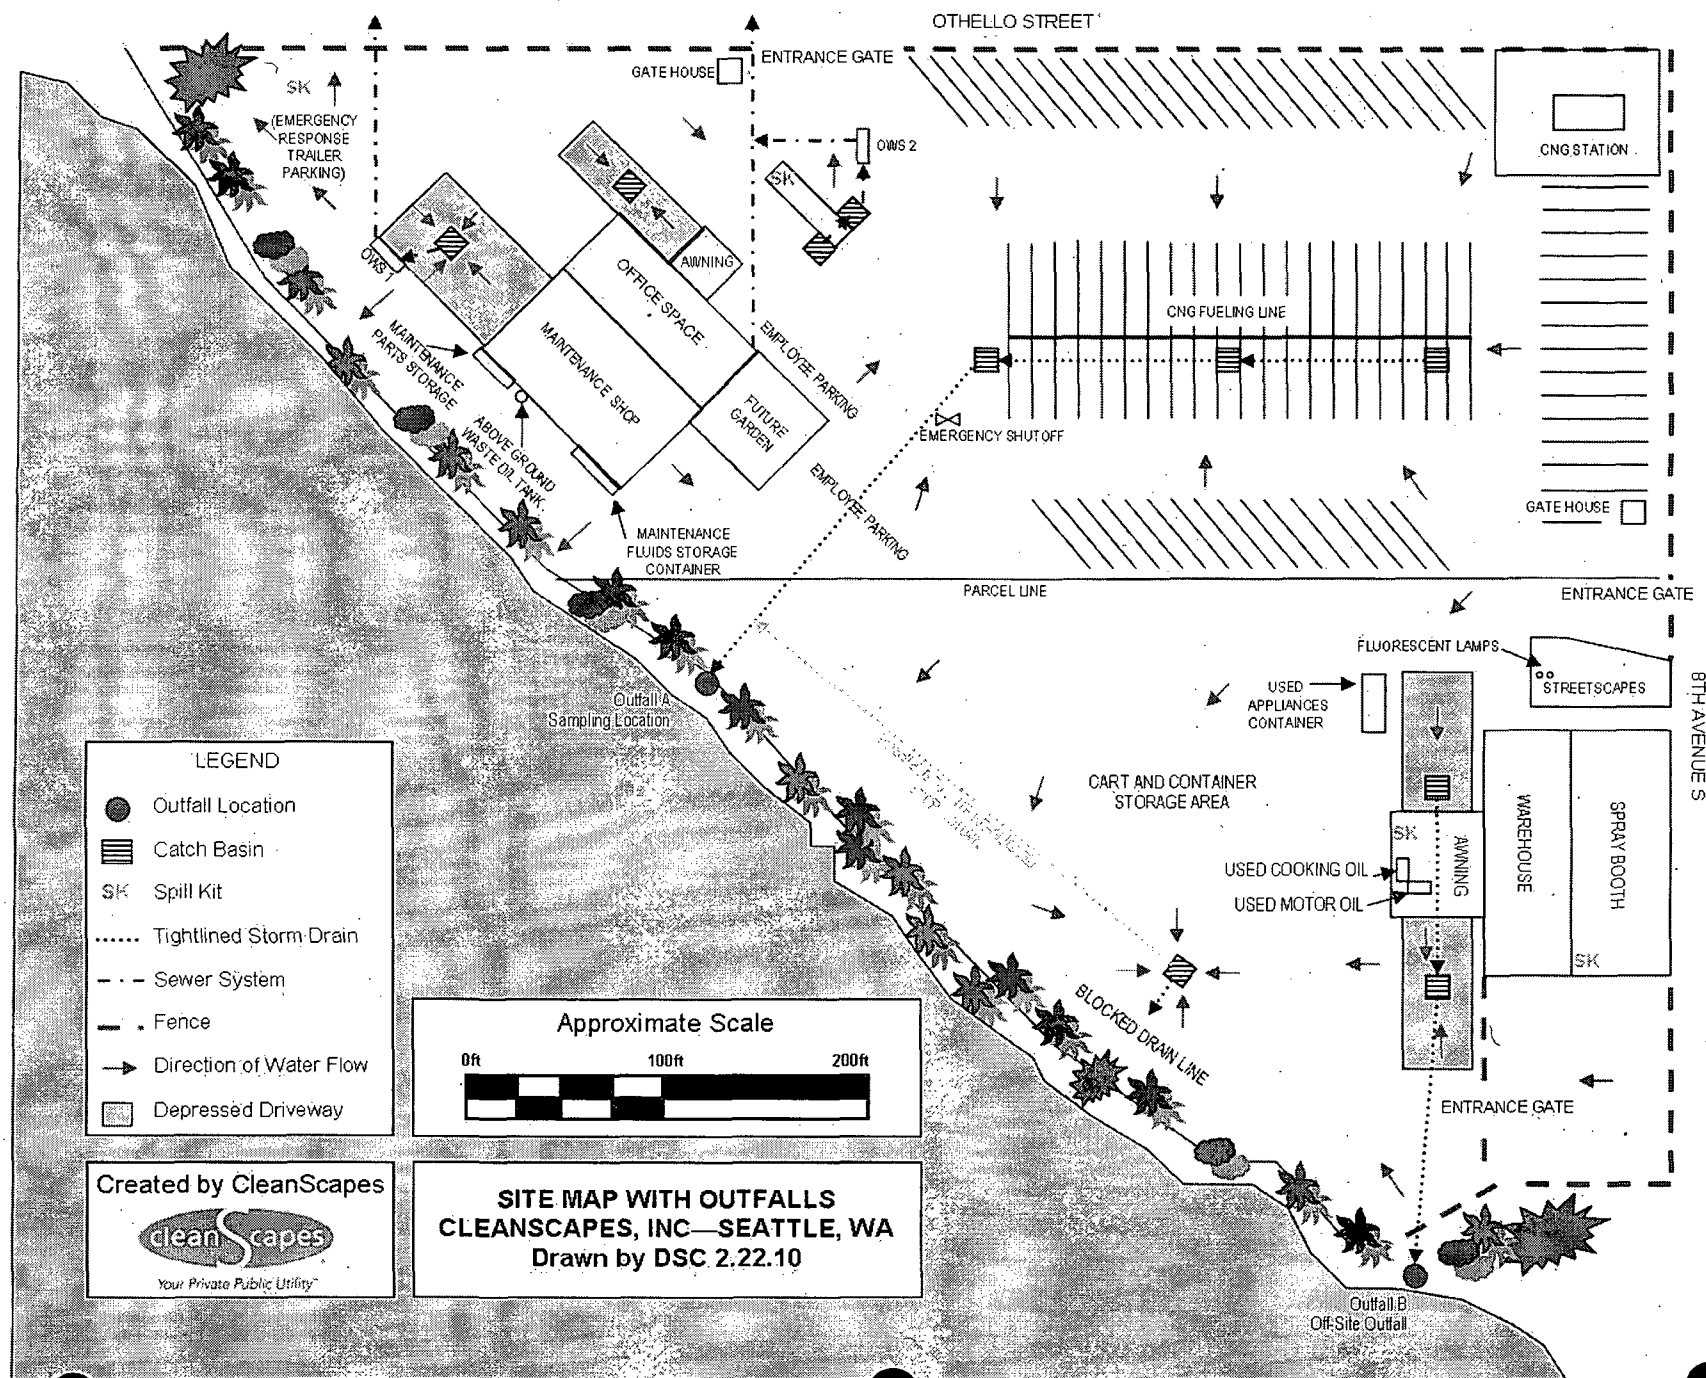 OTHELLO STREET
ENTRANCE GATE
GATE HOUSE
SK
(EMERGENCY
RESPONSE
TRAILER
PARKING)
OWS 2
SK
CNG STATION
OWS 1
AWNING
OFFICE SPACE
MAINTENANCE SHOP
MAINTENANCE
PARTS STORAGE
ABOVE GROUND
WASTE OIL TANK
EMPLOYEE PARKING
FUTURE
GARDEN
CNG FUELING LINE
EMERGENCY SHUTOFF
EMPLOYEE PARKING
MAINTENANCE
FLUIDS STORAGE
CONTAINER
GATE HOUSE
PARCEL LINE
ENTRANCE GATE
FLUORESCENT LAMPS
STREETSCAPES
8TH AVENUE S
USED
APPLIANCES
CONTAINER
Outfall A
Sampling Location
CART AND CONTAINER
STORAGE AREA
SK
AWNING
WAREHOUSE
SPRAY BOOTH
SK
USED COOKING OIL
USED MOTOR OIL
BLOCKED DRAIN LINE
ENTRANCE GATE
Outfall B
Off-Site Outfall
LEGEND
Outfall Location
Catch Basin
SK Spill Kit
Tightlined Storm Drain
Sewer System
Fence
Direction of Water Flow
Depressed Driveway
Approximate Scale
0ft 100ft 200ft
Created by CleanScapes
cleanScapes
Your Private Public Utility™
SITE MAP WITH OUTFALLS
CLEANSCAPES, INC—SEATTLE, WA
Drawn by DSC 2.22.10